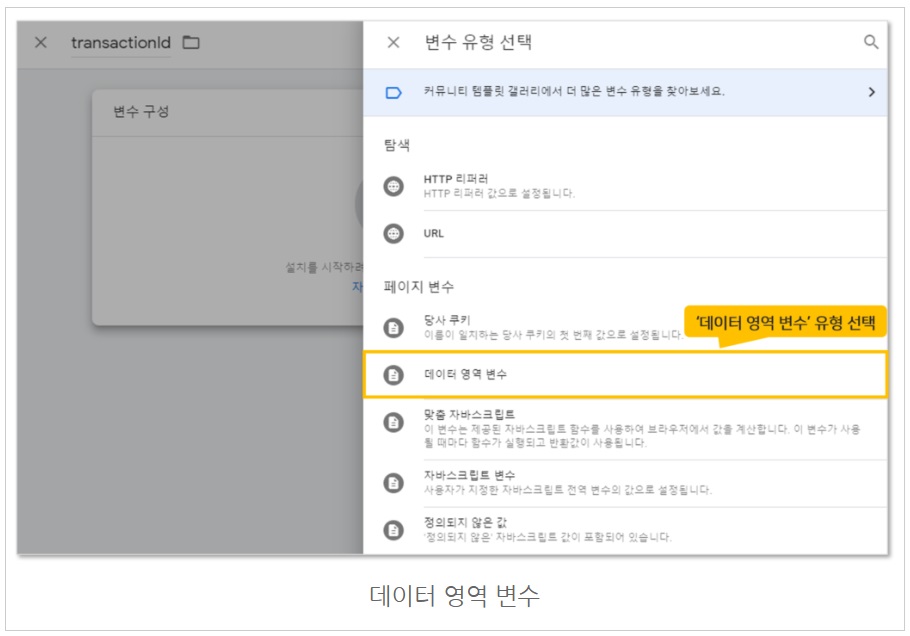 transactionId
변수 구성
설치를 시작하려
자
변수 유형 선택
커뮤니티 템플릿 갤러리에서 더 많은 변수 유형을 찾아보세요.
탐색
HTTP 리퍼러
HTTP 리퍼러 값으로 설정됩니다.
URL
페이지 변수
당사 쿠키
이름이 일치하는 당사 쿠키의 첫 번째 값으로 설정됩니다.
'데이터 영역 변수' 유형 선택
데이터 영역 변수
맞춤 자바스크립트
이 변수는 제공된 자바스크립트 함수를 사용하여 브라우저에서 값을 계산합니다. 이 변수가 사용
될 때마다 함수가 실행되고 반환값이 사용됩니다.
자바스크립트 변수
사용자가 지정한 자바스크립트 전역 변수의 값으로 설정됩니다.
정의되지 않은 값
'정의되지 않은' 자바스크립트 값이 포함되어 있습니다.
데이터 영역 변수